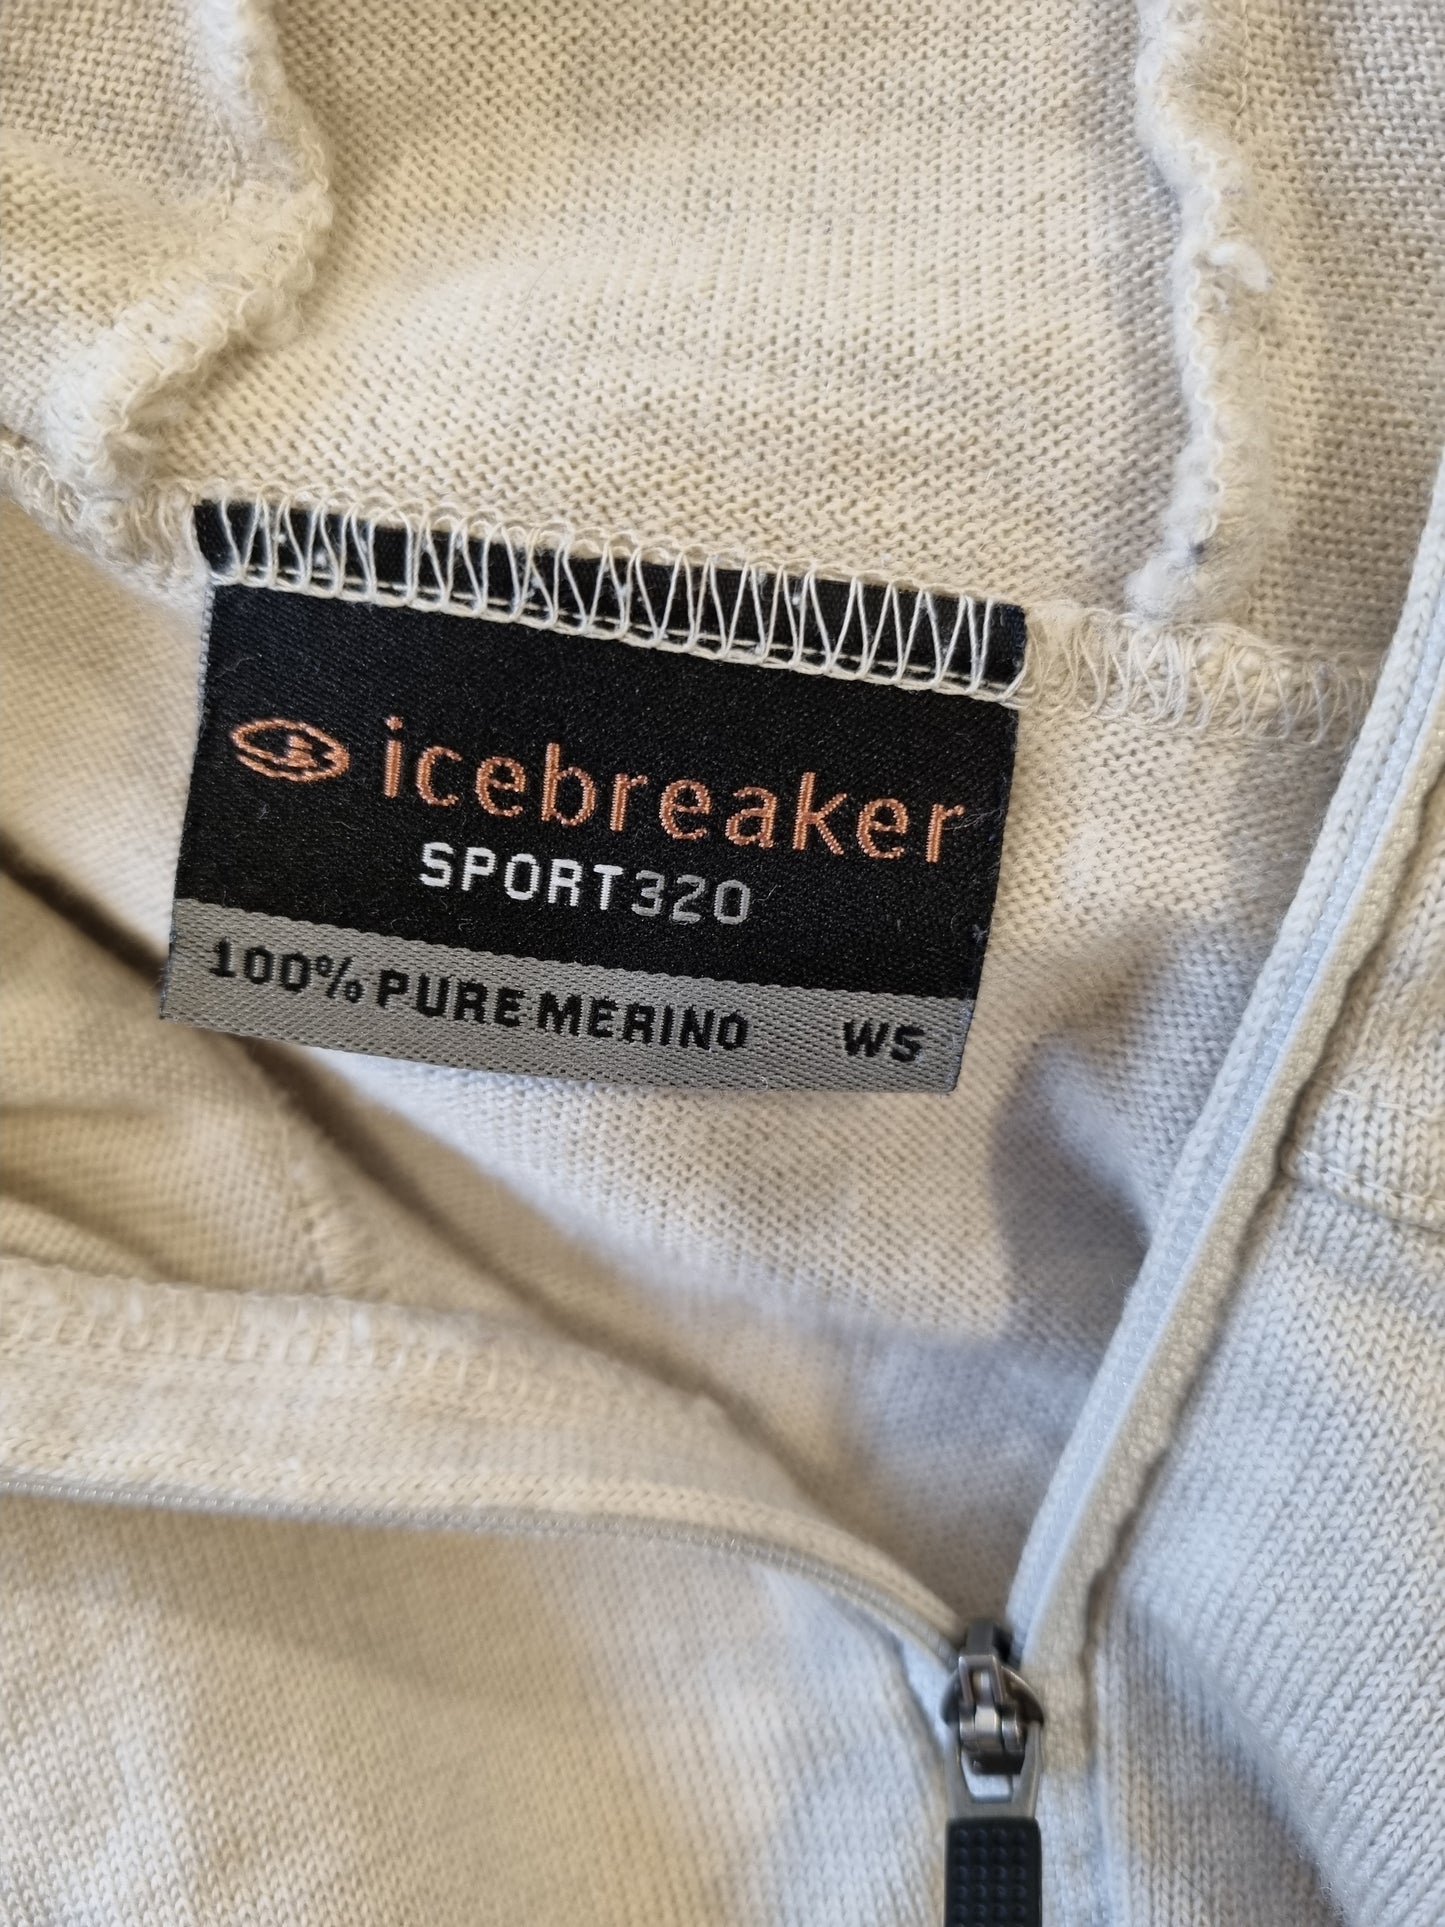 icebreaker
SPORT320
100% PURE MERINO WS